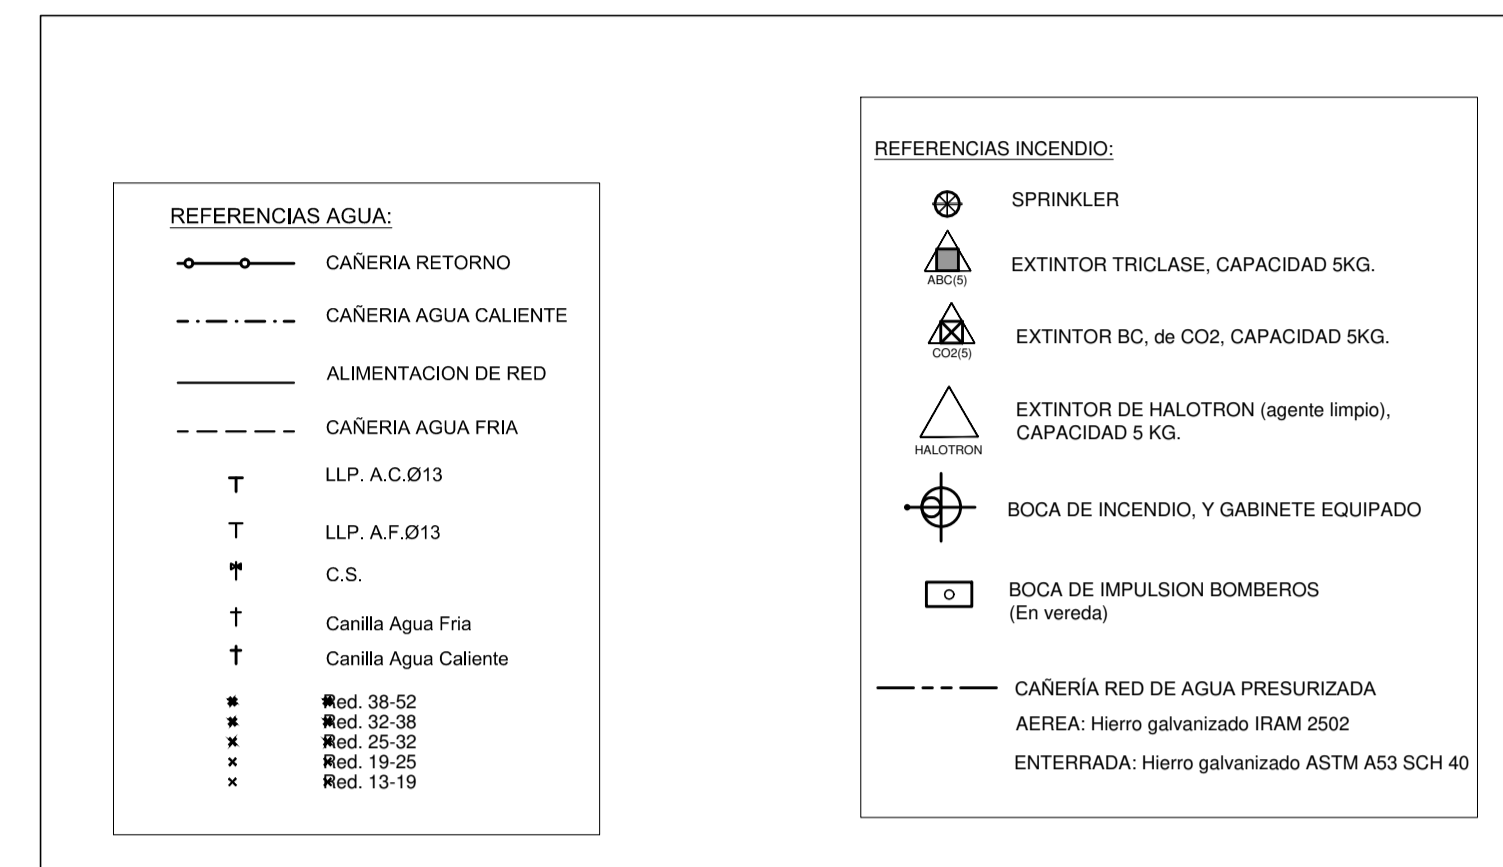 REFERENCIAS AGUA:
CAÑERIA RETORNO
CAÑERIA AGUA CALIENTE
ALIMENTACION DE RED
CAÑERIA AGUA FRIA
LLP. A.C.Ø13
LLP. A.F.Ø13
C.S.
Canilla Agua Fria
Canilla Agua Caliente
Red. 38-52
Red. 32-38
Red. 25-32
Red. 19-25
Red. 13-19
REFERENCIAS INCENDIO:
SPRINKLER
ABC(5)
EXTINTOR TRICLASE, CAPACIDAD 5KG.
CO2(5)
EXTINTOR BC, de CO2, CAPACIDAD 5KG.
HALOTRON
EXTINTOR DE HALOTRON (agente limpio),
CAPACIDAD 5 KG.
BOCA DE INCENDIO, Y GABINETE EQUIPADO
BOCA DE IMPULSION BOMBEROS
(En vereda)
CAÑERÍA RED DE AGUA PRESURIZADA
AEREA: Hierro galvanizado IRAM 2502
ENTERRADA: Hierro galvanizado ASTM A53 SCH 40